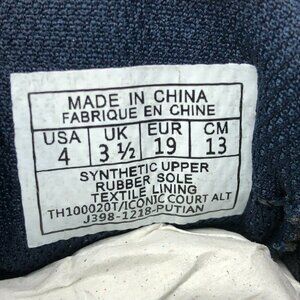 MADE IN CHINA
FABRIQUE EN CHINE
USA UK EUR CM
4 3 ½ 19 13
SYNTHETIC UPPER
RUBBER SOLE
TEXTILE LINING
TH100020T/ICONIC COURT ALT
J398-1218-PUTIAN